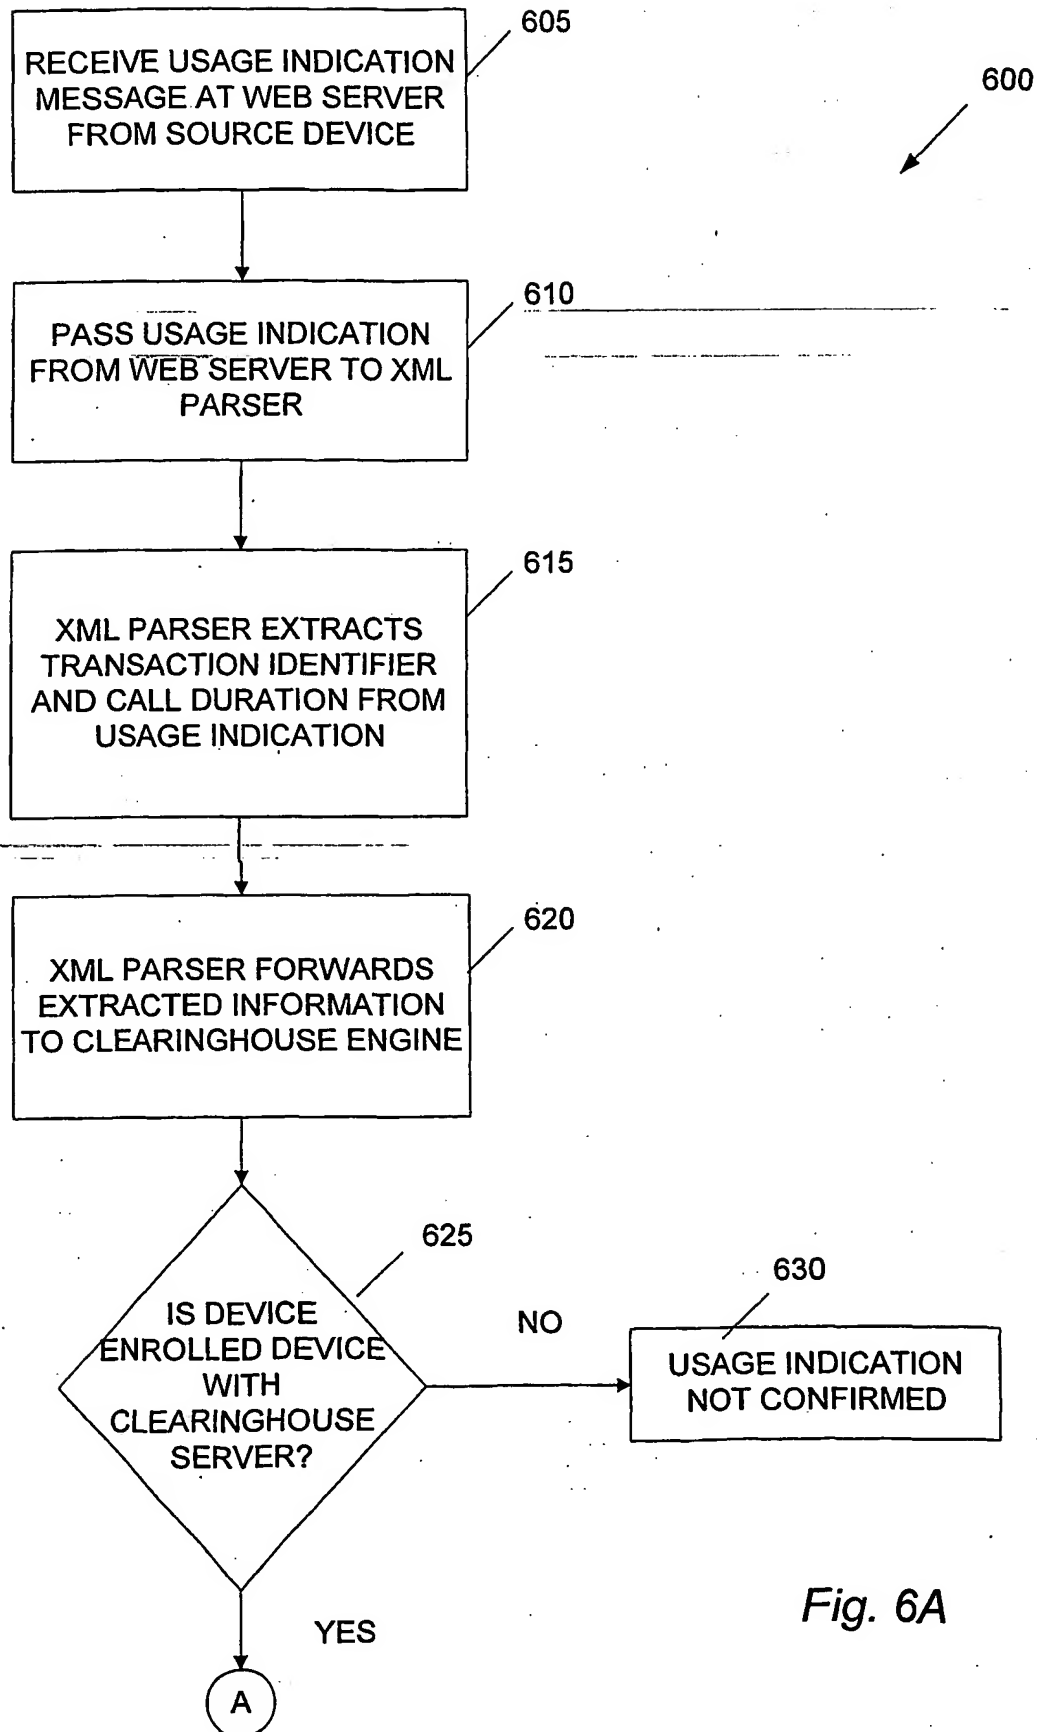 605
RECEIVE USAGE INDICATION
MESSAGE AT WEB SERVER
FROM SOURCE DEVICE
600
610
PASS USAGE INDICATION
FROM WEB SERVER TO XML
PARSER
615
XML PARSER EXTRACTS
TRANSACTION IDENTIFIER
AND CALL DURATION FROM
USAGE INDICATION
620
XML PARSER FORWARDS
EXTRACTED INFORMATION
TO CLEARINGHOUSE ENGINE
625
IS DEVICE
ENROLLED DEVICE
WITH
CLEARINGHOUSE
SERVER?
NO
630
USAGE INDICATION
NOT CONFIRMED
YES
A
Fig. 6A